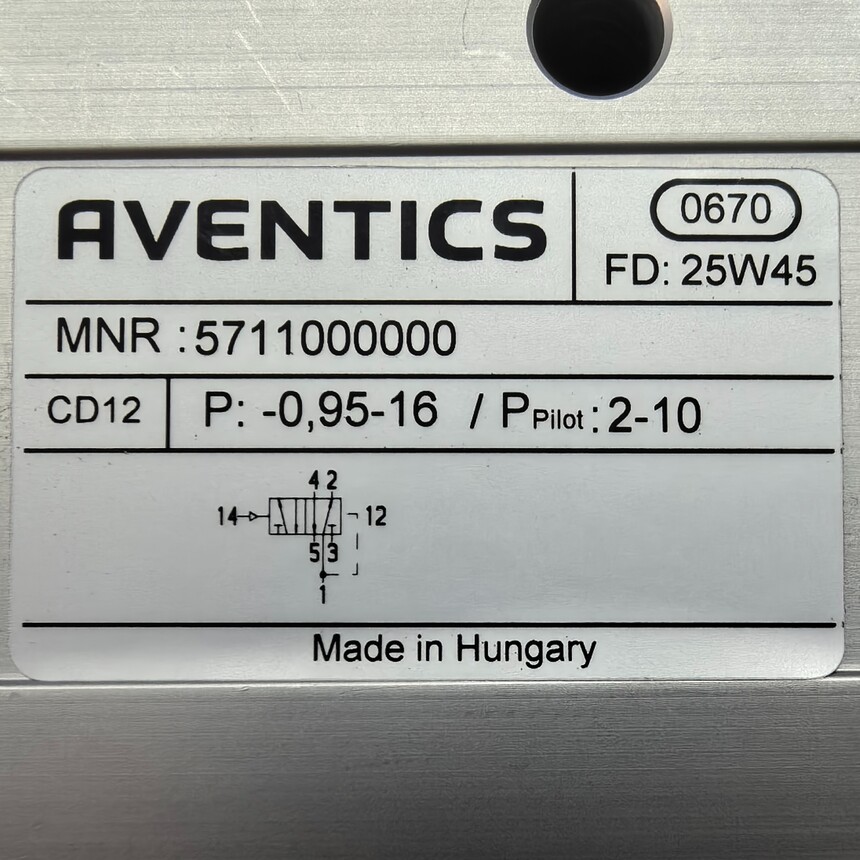 AVENTICS
0670
FD: 25W45
MNR :5711000000
CD12 P: -0,95-16 / PPilot: 2-10
4 2
14 12
5 3
1
Made in Hungary